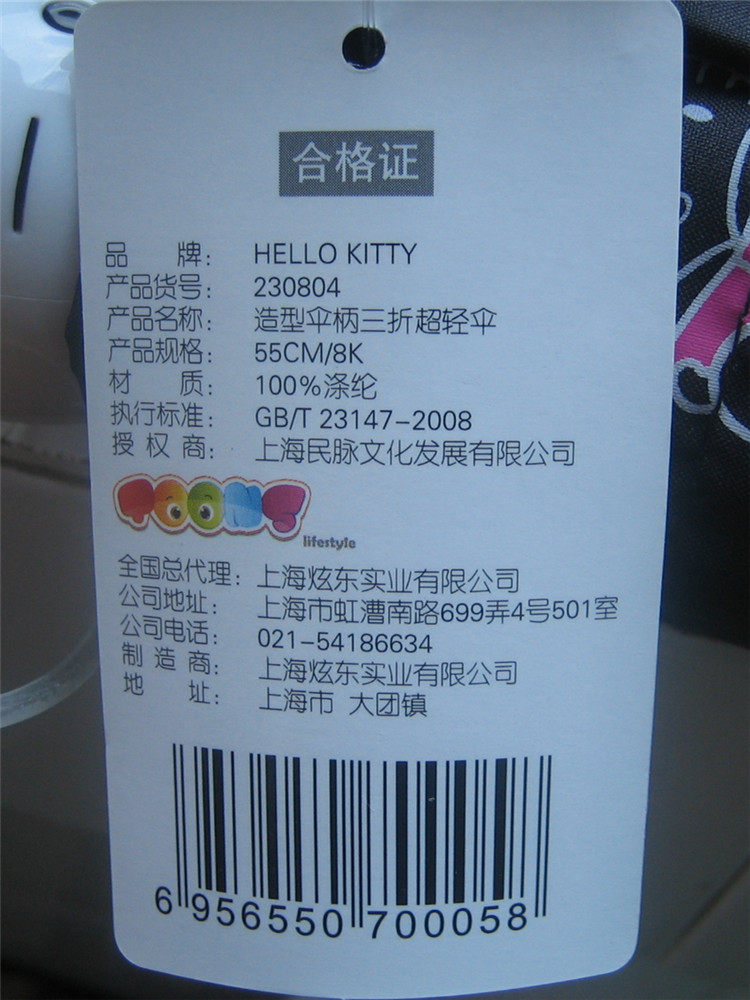 合格证
品 牌: HELLO KITTY
产品货号: 230804
产品名称: 造型伞柄三折超轻伞
产品规格: 55CM/8K
材 质: 100%涤纶
执行标准: GB/T 23147-2008
授 权 商: 上海民脉文化发展有限公司
TOONS
lifestyle
全国总代理: 上海炫东实业有限公司
公司地址: 上海市虹漕南路699弄4号501室
公司电话: 021-54186634
制 造 商: 上海炫东实业有限公司
地 址: 上海市 大团镇
6 956550 700058